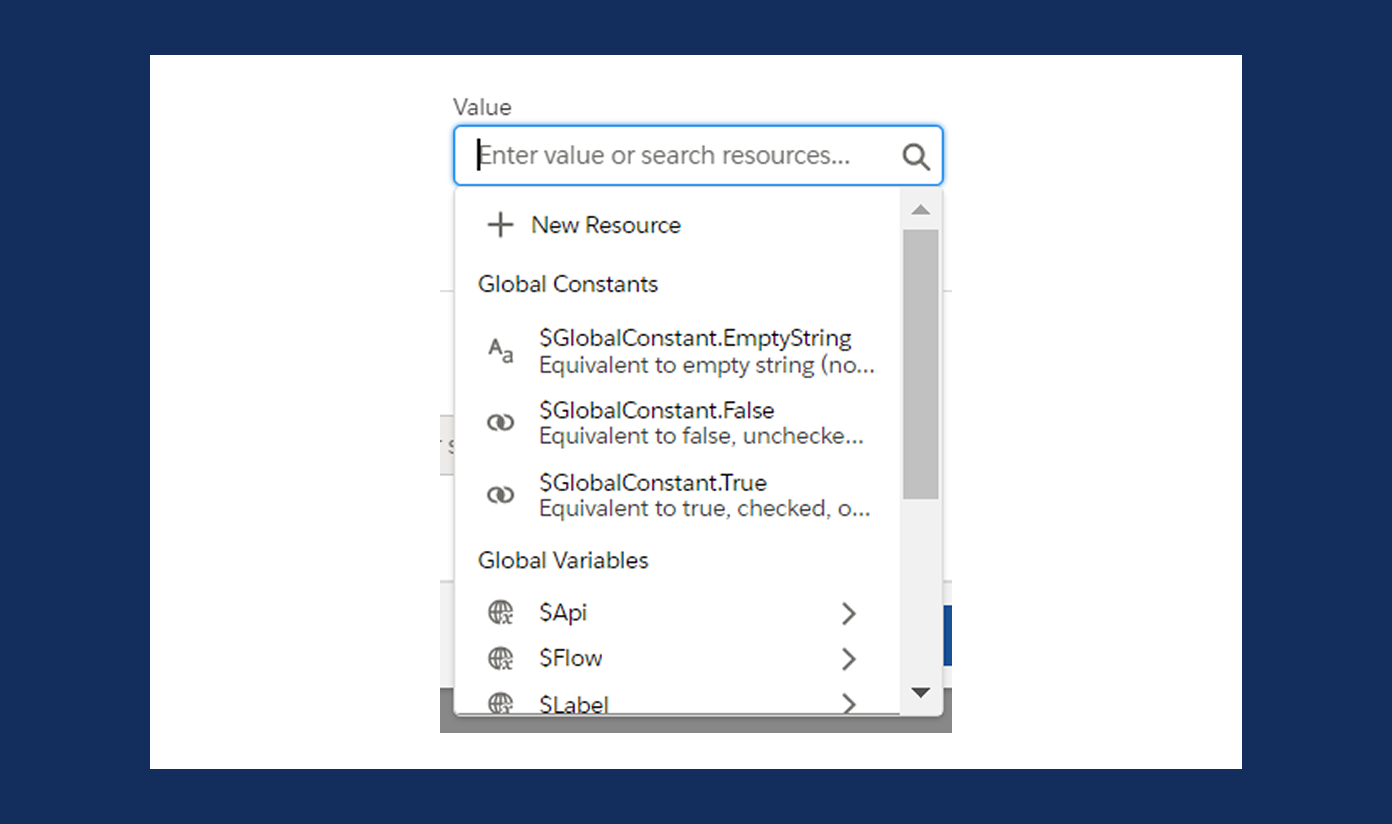 Value
Enter value or search resources...
New Resource
Global Constants
Aa
$GlobalConstant.EmptyString
Equivalent to empty string (no...
$GlobalConstant.False
Equivalent to false, unchecke...
$GlobalConstant.True
Equivalent to true, checked, o...
Global Variables
$Api
$Flow
$Label